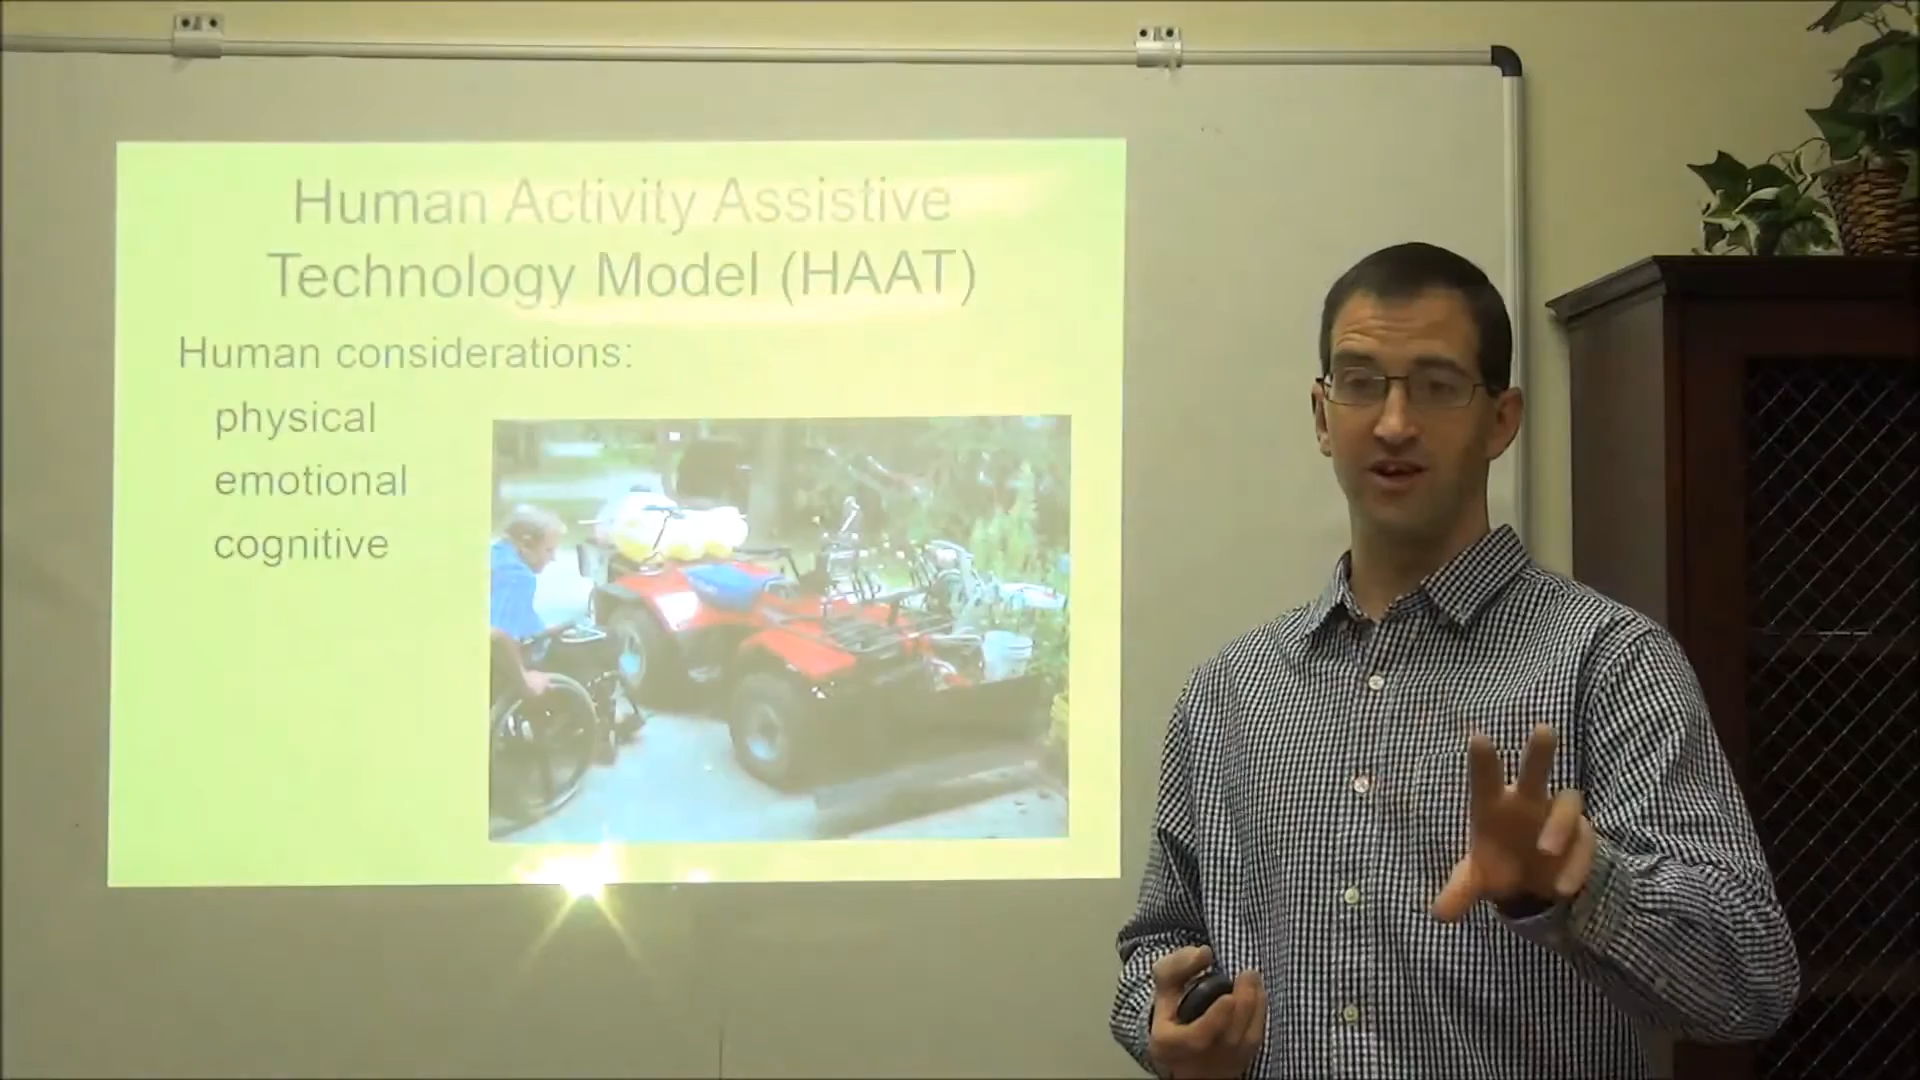 Human Activity Assistive
Technology Model (HAAT)
Human considerations:
physical
emotional
cognitive